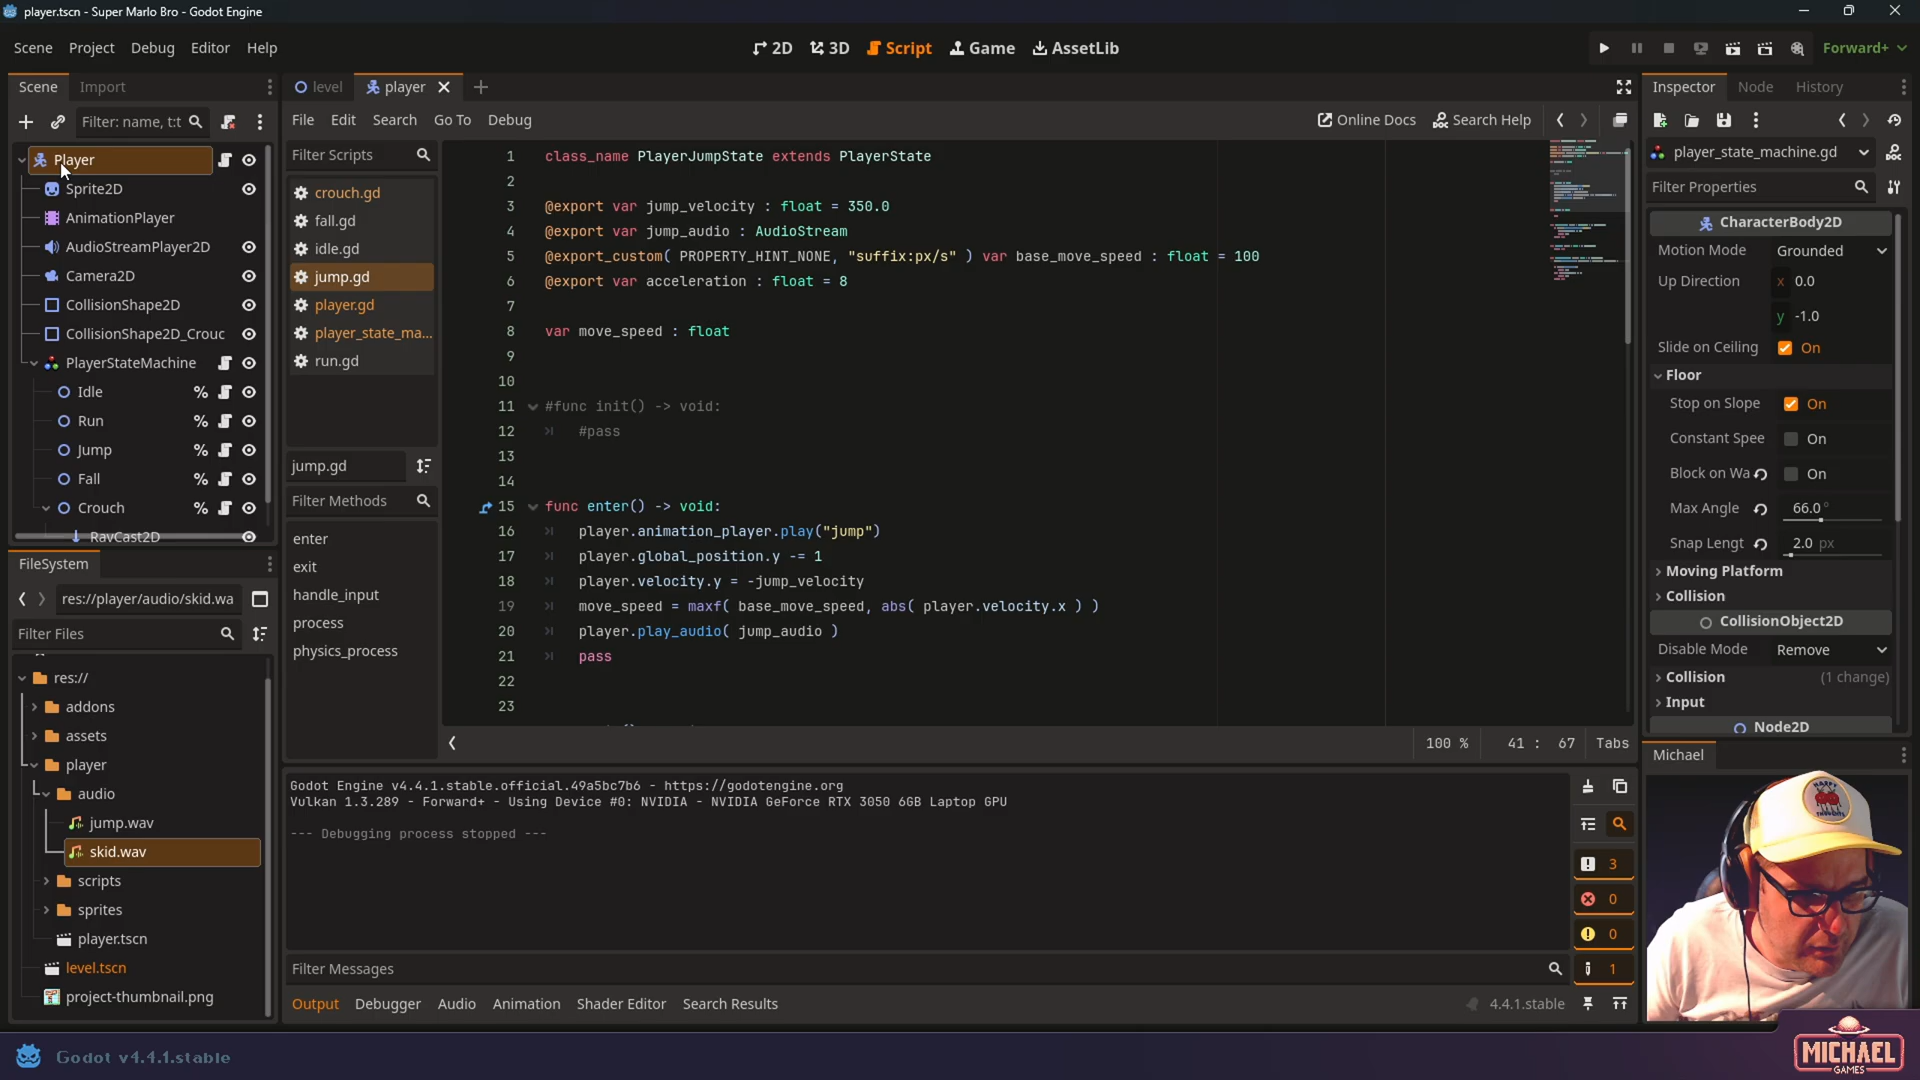 player.tscn - Super Marlo Bro - Godot Engine
Scene Project Debug Editor Help
2D 3D Script Game AssetLib
Forward+
Scene Import
Filter: name, t:t
Player
Sprite2D
AnimationPlayer
AudioStreamPlayer2D
Camera2D
CollisionShape2D
CollisionShape2D_Crouc
PlayerStateMachine
Idle %
Run %
Jump %
Fall %
Crouch %
RayCast2D
FileSystem
res://player/audio/skid.wa
Filter Files
res://
addons
assets
player
audio
jump.wav
skid.wav
scripts
sprites
player.tscn
level.tscn
project-thumbnail.png
level player
File Edit Search Go To Debug
Online Docs Search Help
Filter Scripts
crouch.gd
fall.gd
idle.gd
jump.gd
player.gd
player_state_ma...
run.gd
jump.gd
Filter Methods
enter
exit
handle_input
process
physics_process
1 class_name PlayerJumpState extends PlayerState
2
3 @export var jump_velocity : float = 350.0
4 @export var jump_audio : AudioStream
5 @export_custom( PROPERTY_HINT_NONE, "suffix:px/s" ) var base_move_speed : float = 100
6 @export var acceleration : float = 8
7
8 var move_speed : float
9
10
11 #func init() -> void:
12 #pass
13
14
15 func enter() -> void:
16 player.animation_player.play("jump")
17 player.global_position.y -= 1
18 player.velocity.y = -jump_velocity
19 move_speed = maxf( base_move_speed, abs( player.velocity.x ) )
20 player.play_audio( jump_audio )
21 pass
22
23
100 % 41 : 67 Tabs
Godot Engine v4.4.1.stable.official.49a5bc7b6 - https://godotengine.org
Vulkan 1.3.289 - Forward+ - Using Device #0: NVIDIA - NVIDIA GeForce RTX 3050 6GB Laptop GPU
--- Debugging process stopped ---
3
0
0
1
Filter Messages
Output Debugger Audio Animation Shader Editor Search Results
4.4.1.stable
Inspector Node History
player_state_machine.gd
Filter Properties
CharacterBody2D
Motion Mode Grounded
Up Direction x 0.0
y -1.0
Slide on Ceiling On
Floor
Stop on Slope On
Constant Spee On
Block on Wa On
Max Angle 66.0 °
Snap Lengt 2.0 px
Moving Platform
Collision
CollisionObject2D
Disable Mode Remove
Collision (1 change)
Input
Node2D
Michael
Godot v4.4.1.stable
MICHAEL
GAMES